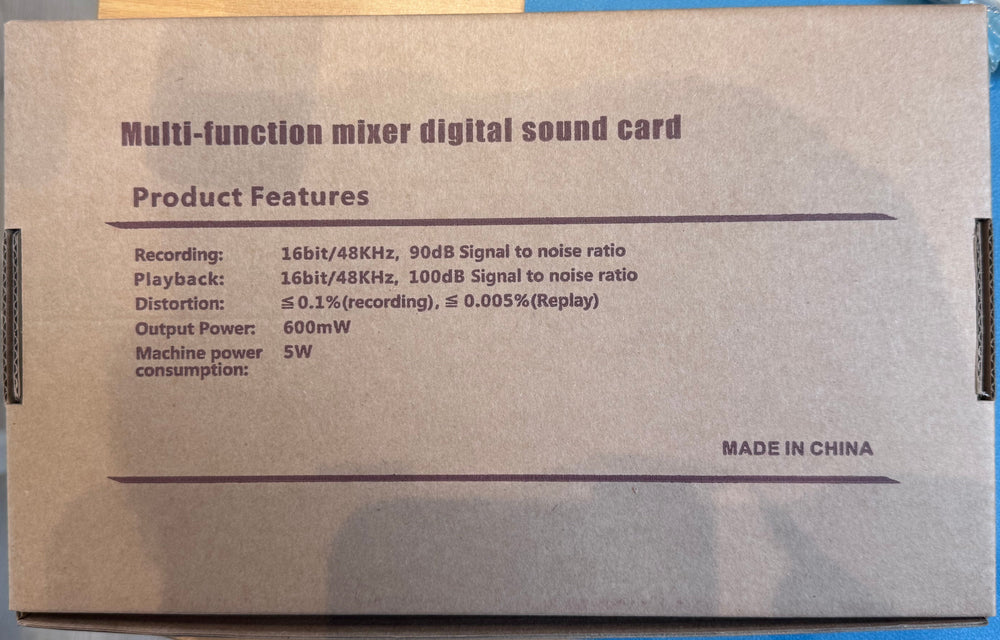 Multi-function mixer digital sound card
Product Features
Recording: 16bit/48KHz, 90dB Signal to noise ratio
Playback: 16bit/48KHz, 100dB Signal to noise ratio
Distortion: ≦0.1%(recording), ≦ 0.005%(Replay)
Output Power: 600mW
Machine power 5W
consumption:
MADE IN CHINA